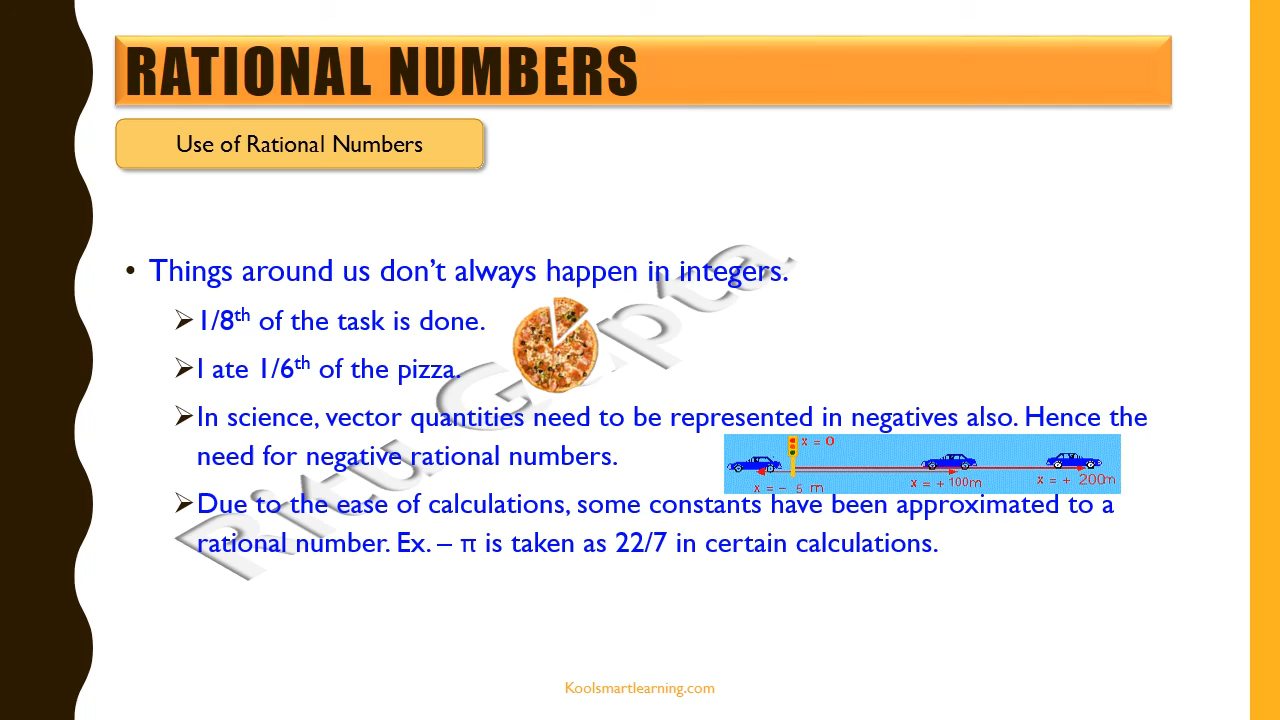 RATIONAL NUMBERS
Use of Rational Numbers
• Things around us don’t always happen in integers.
➢1/8th of the task is done.
➢I ate 1/6th of the pizza.
➢In science, vector quantities need to be represented in negatives also. Hence the
need for negative rational numbers.
x = 0
x = - 5 m
x = +100m
x = + 200m
➢Due to the ease of calculations, some constants have been approximated to a
rational number. Ex. – π is taken as 22/7 in certain calculations.
Ritu Gupta
Koolsmartlearning.com